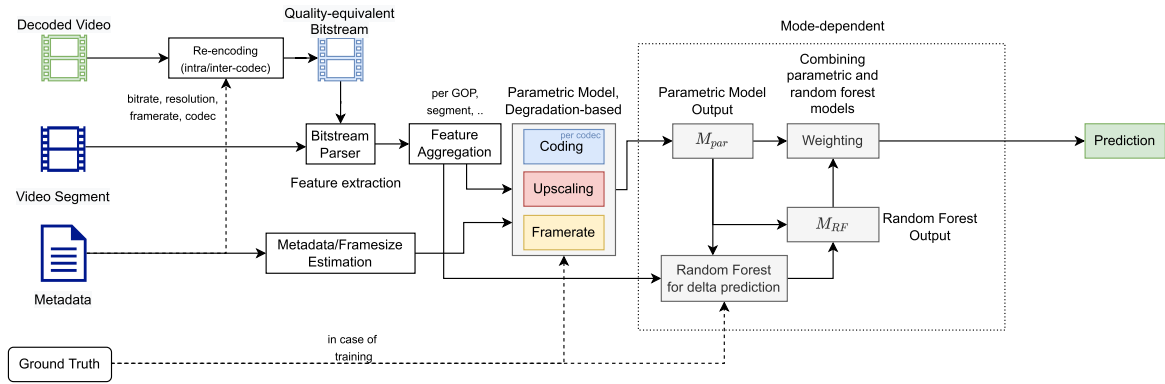 Decoded Video
Quality-equivalent
Bitstream
Re-encoding
(intra/inter-codec)
bitrate, resolution,
framerate, codec
Video Segment
Bitstream
Parser
Feature extraction
per GOP,
segment, ..
Feature
Aggregation
Metadata
Metadata/Framesize
Estimation
Parametric Model,
Degradation-based
per codec
Coding
Upscaling
Framerate
Mode-dependent
Parametric Model
Output
M_par
Combining
parametric and
random forest
models
Weighting
M_RF
Random Forest
Output
Random Forest
for delta prediction
Prediction
in case of
training
Ground Truth